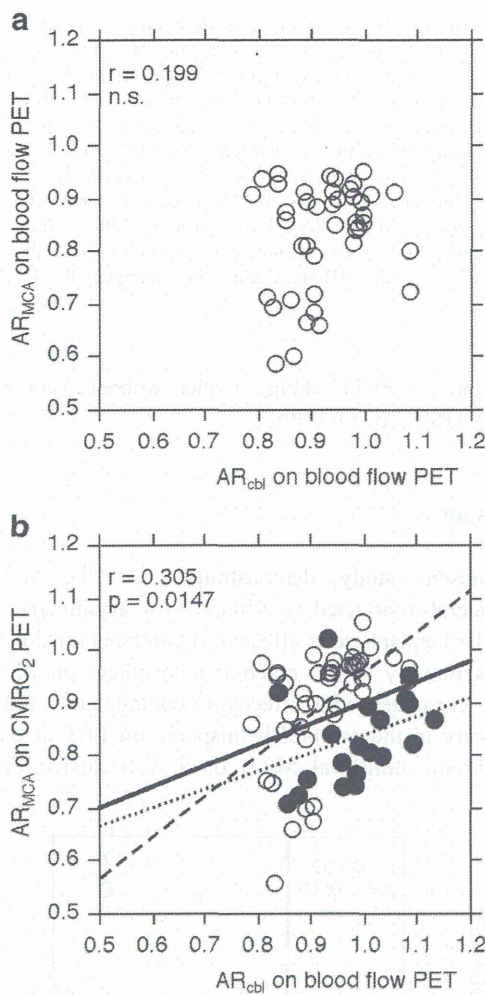 a
1.2
1.1
1.0
0.9
0.8
0.7
0.6
0.5
r = 0.199
n.s.
AR_MCA on blood flow PET
0.5 0.6 0.7 0.8 0.9 1.0 1.1 1.2
AR_cbl on blood flow PET
b
1.2
1.1
1.0
0.9
0.8
0.7
0.6
0.5
r = 0.305
p = 0.0147
AR_MCA on cMRO₂ PET
0.5 0.6 0.7 0.8 0.9 1.0 1.1 1.2
AR_cbl on blood flow PET